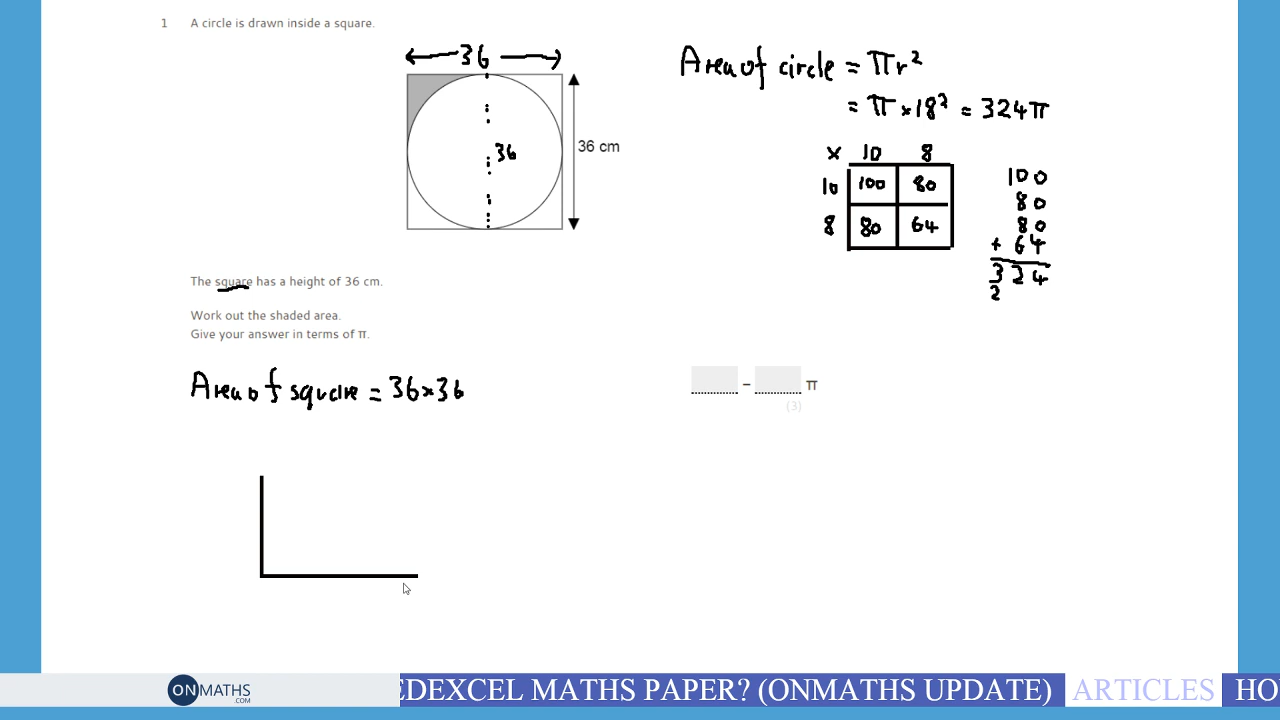 1 A circle is drawn inside a square.
36
36
36 cm
The square has a height of 36 cm.
Work out the shaded area.
Give your answer in terms of π.
Area of square = 36×36
Area of circle = πr²
= π×18² = 324π
× 10 8
10 100 80
8 80 64
100
80
80
+ 64
324
2
– π
(3)
ONMATHS
.COM
EDEXCEL MATHS PAPER? (ONMATHS UPDATE) ARTICLES HO